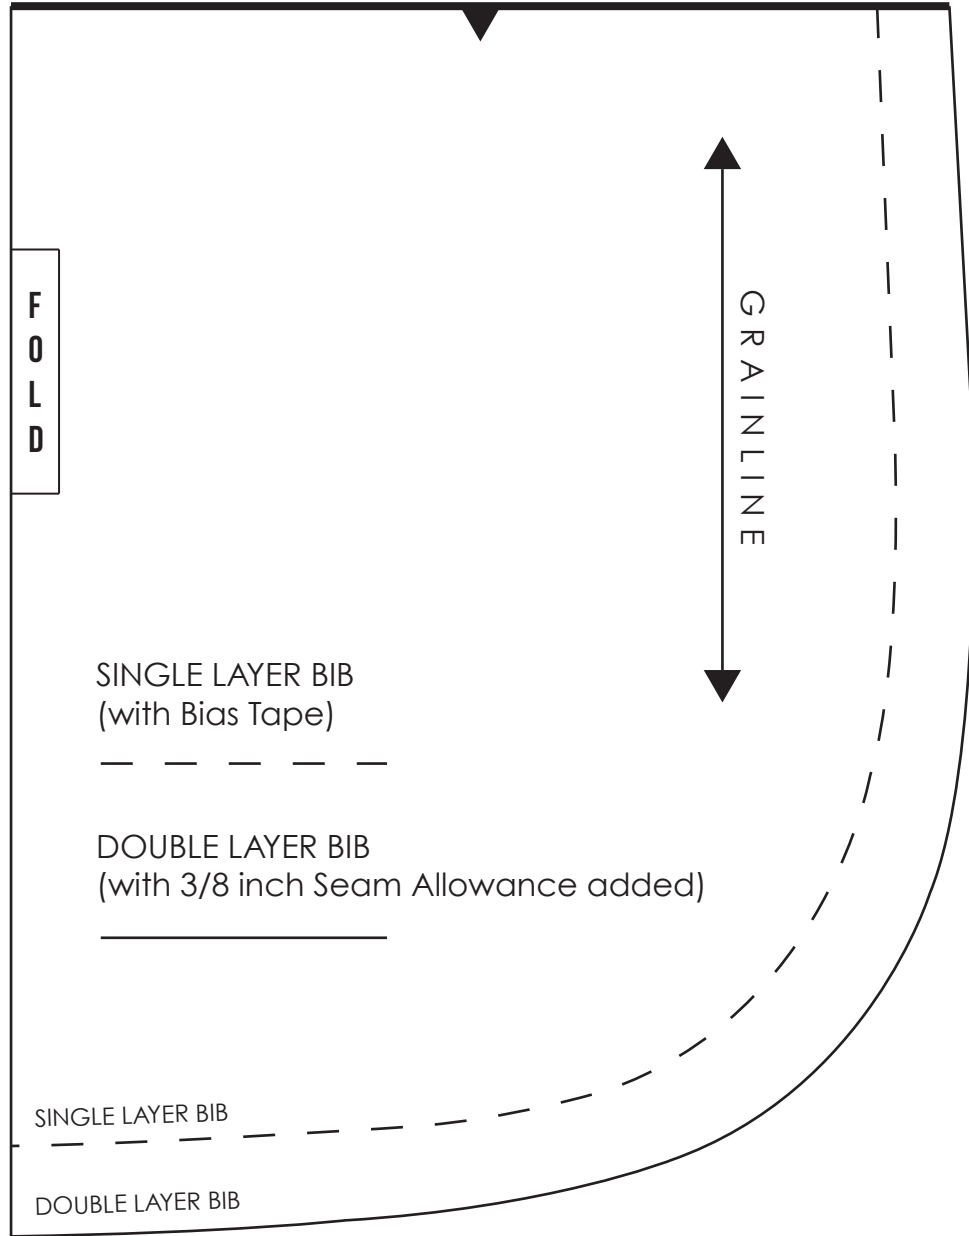 FOLD
GRAINLINE
SINGLE LAYER BIB
(with Bias Tape)
DOUBLE LAYER BIB
(with 3/8 inch Seam Allowance added)
SINGLE LAYER BIB
DOUBLE LAYER BIB